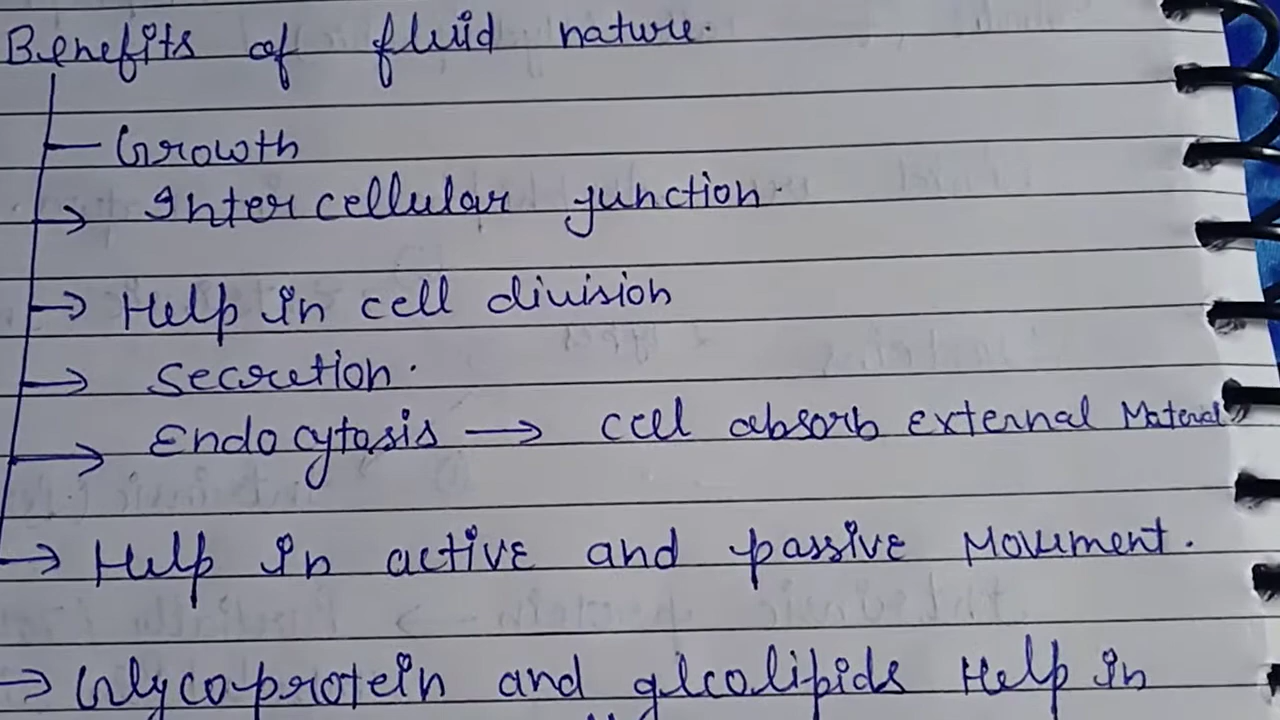 Benefits of fluid nature.
Growth
Intercellular junction.
Help in cell division
Secretion.
Endocytosis → cell absorb external Material
Help in active and passive Movement.
Glycoprotein and glcolipids Help in